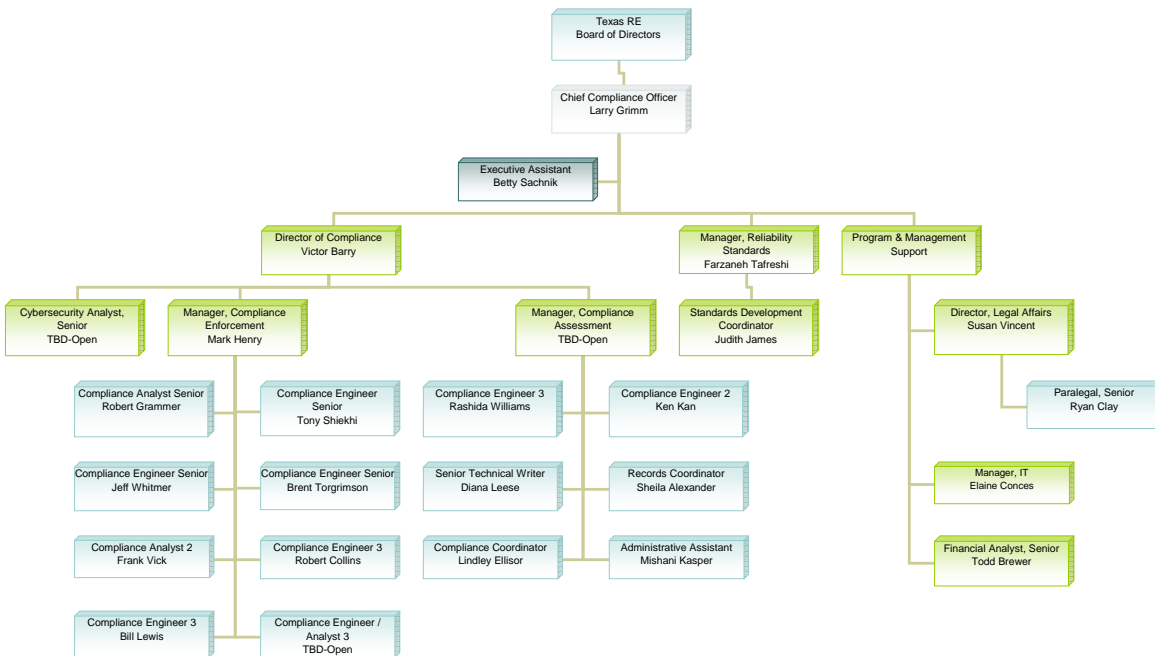 Texas RE
Board of Directors
Chief Compliance Officer
Larry Grimm
Executive Assistant
Betty Sachnik
Director of Compliance
Victor Barry
Manager, Reliability
Standards
Farzaneh Tafreshi
Program & Management
Support
Cybersecurity Analyst,
Senior
TBD-Open
Manager, Compliance
Enforcement
Mark Henry
Manager, Compliance
Assessment
TBD-Open
Standards Development
Coordinator
Judith James
Director, Legal Affairs
Susan Vincent
Compliance Analyst Senior
Robert Grammer
Compliance Engineer
Senior
Tony Shiekhi
Compliance Engineer 3
Rashida Williams
Compliance Engineer 2
Ken Kan
Paralegal, Senior
Ryan Clay
Compliance Engineer Senior
Jeff Whitmer
Compliance Engineer Senior
Brent Torgrimson
Senior Technical Writer
Diana Leese
Records Coordinator
Sheila Alexander
Manager, IT
Elaine Conces
Compliance Analyst 2
Frank Vick
Compliance Engineer 3
Robert Collins
Compliance Coordinator
Lindley Ellisor
Administrative Assistant
Mishani Kasper
Financial Analyst, Senior
Todd Brewer
Compliance Engineer 3
Bill Lewis
Compliance Engineer /
Analyst 3
TBD-Open